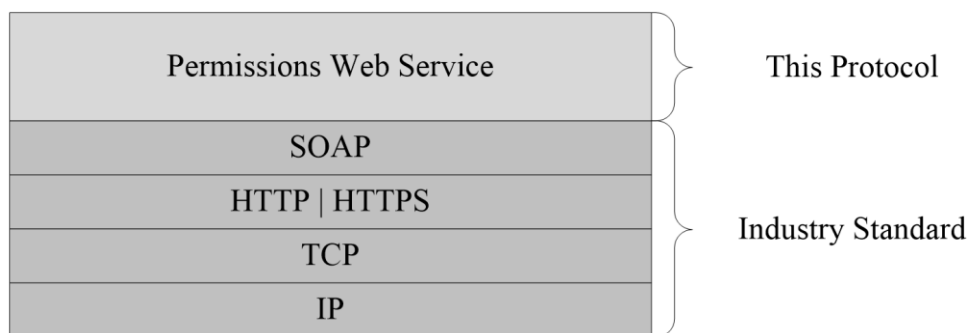 Permissions Web Service
This Protocol
SOAP
HTTP | HTTPS
TCP
IP
Industry Standard